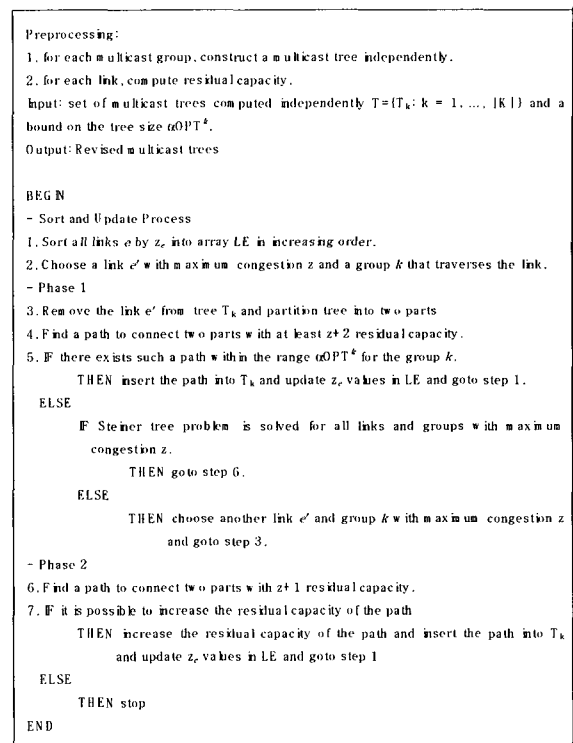 Preprocessing:
1. for each multicast group, construct a multicast tree independently.
2. for each link, compute residual capacity.
Input: set of multicast trees computed independently T={Tₖ: k = 1, ..., |K|} and a
bound on the tree size αOPTᵏ.
Output: Revised multicast trees
BEGIN
- Sort and Update Process
1. Sort all links e by zₑ into array LE in increasing order.
2. Choose a link e' with maximum congestion z and a group k that traverses the link.
- Phase 1
3. Remove the link e' from tree Tₖ and partition tree into two parts
4. Find a path to connect two parts with at least z+2 residual capacity.
5. IF there exists such a path within the range αOPTᵏ for the group k.
THEN insert the path into Tₖ and update zₑ values in LE and goto step 1.
ELSE
IF Steiner tree problem is solved for all links and groups with maximum
congestion z.
THEN goto step 6.
ELSE
THEN choose another link e' and group k with maximum congestion z
and goto step 3.
- Phase 2
6. Find a path to connect two parts with z+1 residual capacity.
7. IF it is possible to increase the residual capacity of the path
THEN increase the residual capacity of the path and insert the path into Tₖ
and update zₑ values in LE and goto step 1
ELSE
THEN stop
END